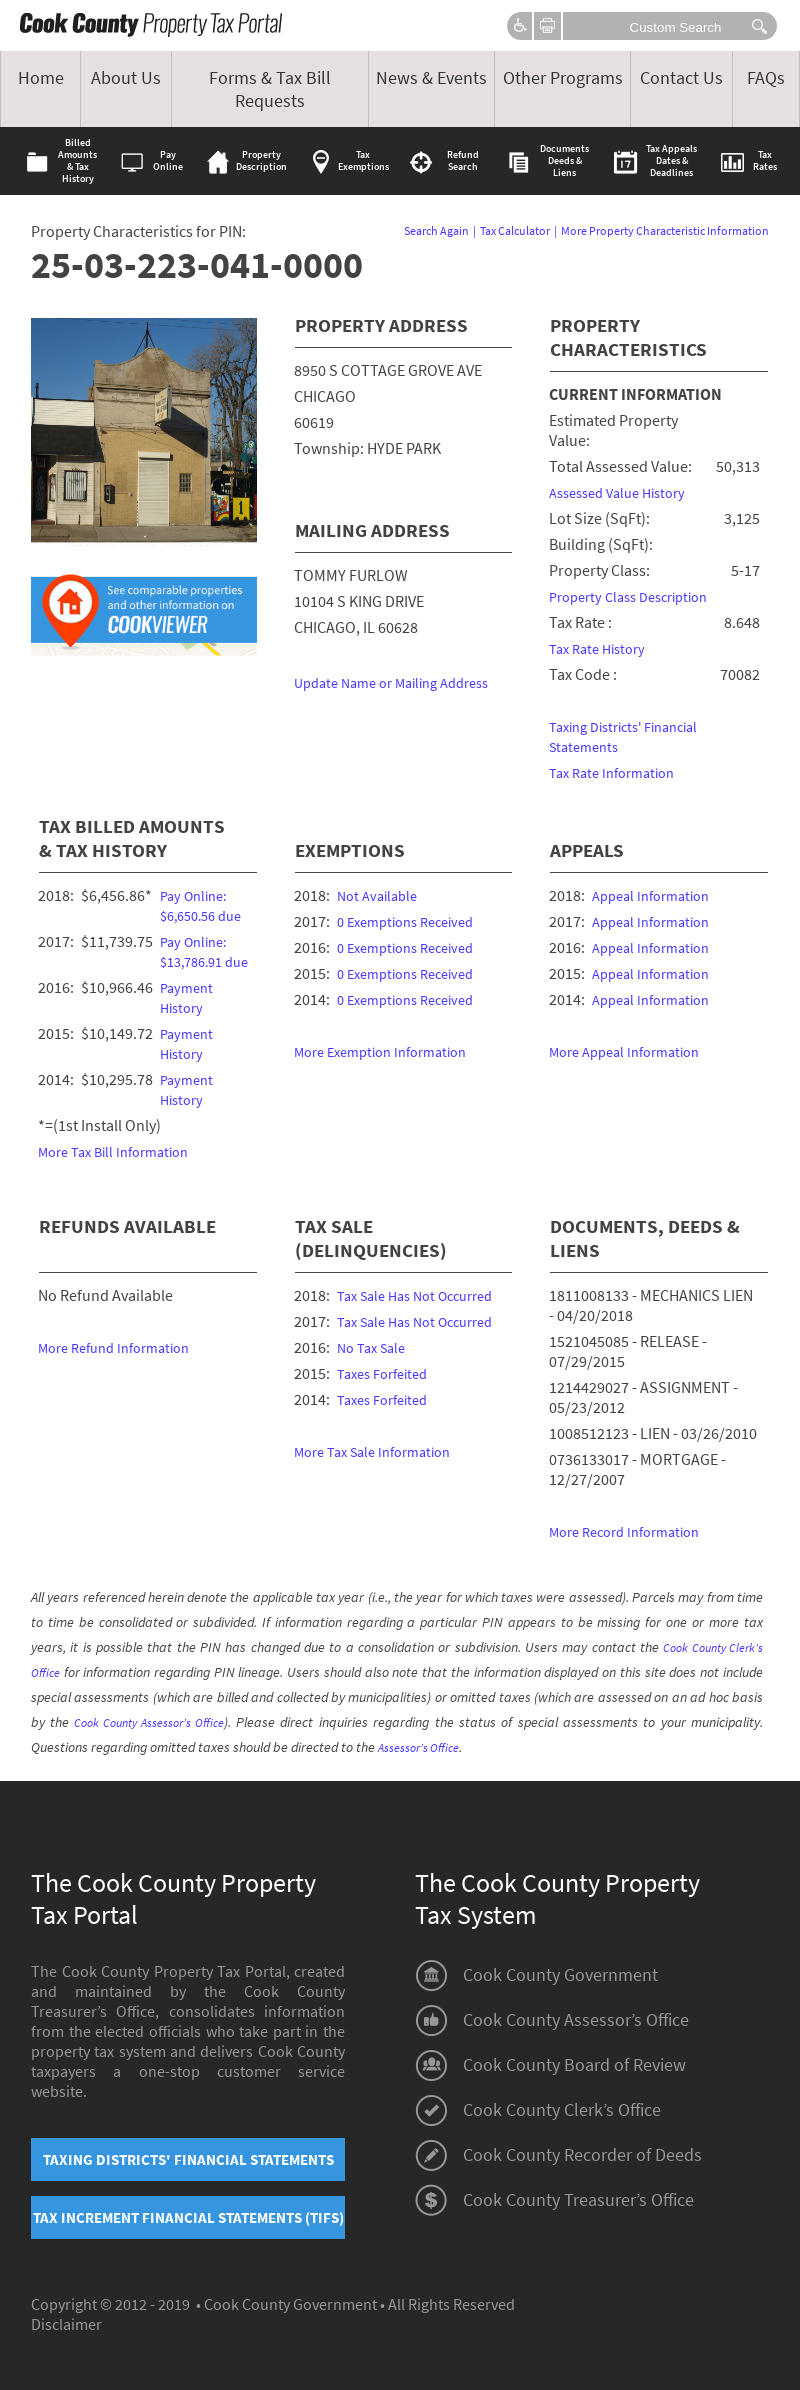 Cook County Property Tax Portal
Custom Search
Home
About Us
Forms & Tax Bill
Requests
News & Events
Other Programs
Contact Us
FAQs
Billed
Amounts
& Tax
History
Pay
Online
Property
Description
Tax
Exemptions
Refund
Search
Documents
Deeds &
Liens
17
Tax Appeals
Dates &
Deadlines
Tax
Rates
Property Characteristics for PIN:
Search Again | Tax Calculator | More Property Characteristic Information
25-03-223-041-0000
See comparable properties
and other information on
COOKVIEWER
PROPERTY ADDRESS
8950 S COTTAGE GROVE AVE
CHICAGO
60619
Township: HYDE PARK
MAILING ADDRESS
TOMMY FURLOW
10104 S KING DRIVE
CHICAGO, IL 60628
Update Name or Mailing Address
PROPERTY
CHARACTERISTICS
CURRENT INFORMATION
Estimated Property
Value:
Total Assessed Value: 50,313
Assessed Value History
Lot Size (SqFt): 3,125
Building (SqFt):
Property Class: 5-17
Property Class Description
Tax Rate : 8.648
Tax Rate History
Tax Code : 70082
Taxing Districts' Financial
Statements
Tax Rate Information
TAX BILLED AMOUNTS
& TAX HISTORY
2018: $6,456.86* Pay Online:
$6,650.56 due
2017: $11,739.75 Pay Online:
$13,786.91 due
2016: $10,966.46 Payment
History
2015: $10,149.72 Payment
History
2014: $10,295.78 Payment
History
*=(1st Install Only)
More Tax Bill Information
EXEMPTIONS
2018: Not Available
2017: 0 Exemptions Received
2016: 0 Exemptions Received
2015: 0 Exemptions Received
2014: 0 Exemptions Received
More Exemption Information
APPEALS
2018: Appeal Information
2017: Appeal Information
2016: Appeal Information
2015: Appeal Information
2014: Appeal Information
More Appeal Information
REFUNDS AVAILABLE
No Refund Available
More Refund Information
TAX SALE
(DELINQUENCIES)
2018: Tax Sale Has Not Occurred
2017: Tax Sale Has Not Occurred
2016: No Tax Sale
2015: Taxes Forfeited
2014: Taxes Forfeited
More Tax Sale Information
DOCUMENTS, DEEDS &
LIENS
1811008133 - MECHANICS LIEN
- 04/20/2018
1521045085 - RELEASE -
07/29/2015
1214429027 - ASSIGNMENT -
05/23/2012
1008512123 - LIEN - 03/26/2010
0736133017 - MORTGAGE -
12/27/2007
More Record Information
All years referenced herein denote the applicable tax year (i.e., the year for which taxes were assessed). Parcels may from time
to time be consolidated or subdivided. If information regarding a particular PIN appears to be missing for one or more tax
years, it is possible that the PIN has changed due to a consolidation or subdivision. Users may contact the Cook County Clerk's
Office for information regarding PIN lineage. Users should also note that the information displayed on this site does not include
special assessments (which are billed and collected by municipalities) or omitted taxes (which are assessed on an ad hoc basis
by the Cook County Assessor's Office). Please direct inquiries regarding the status of special assessments to your municipality.
Questions regarding omitted taxes should be directed to the Assessor's Office.
The Cook County Property
Tax Portal
The Cook County Property Tax Portal, created
and maintained by the Cook County
Treasurer’s Office, consolidates information
from the elected officials who take part in the
property tax system and delivers Cook County
taxpayers a one-stop customer service
website.
TAXING DISTRICTS' FINANCIAL STATEMENTS
TAX INCREMENT FINANCIAL STATEMENTS (TIFS)
The Cook County Property
Tax System
Cook County Government
Cook County Assessor’s Office
Cook County Board of Review
Cook County Clerk’s Office
Cook County Recorder of Deeds
Cook County Treasurer’s Office
Copyright © 2012 - 2019 • Cook County Government • All Rights Reserved
Disclaimer